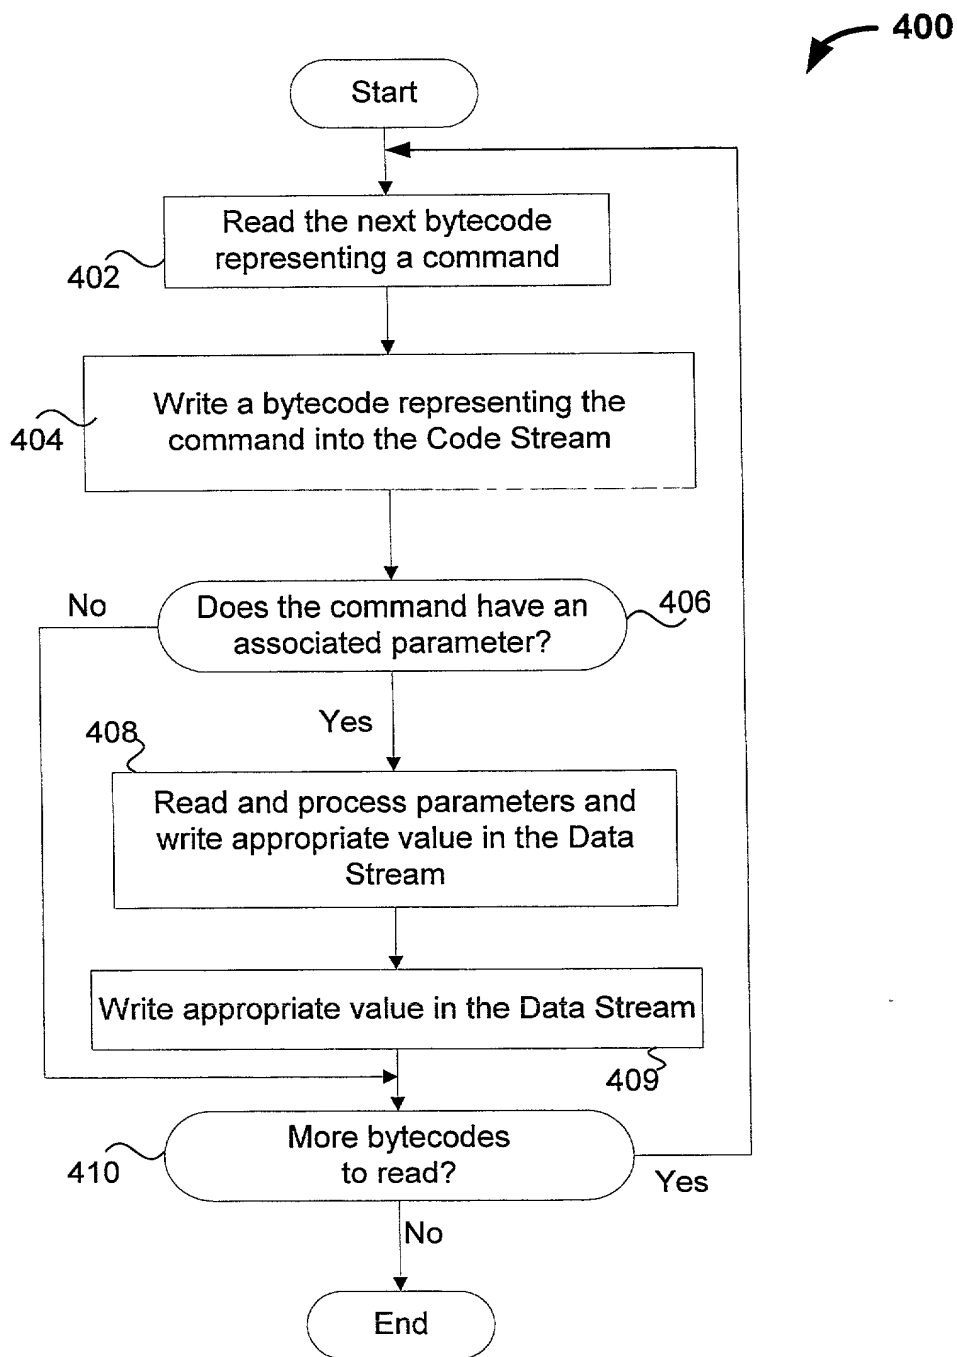 400
Start
Read the next bytecode
representing a command
402
Write a bytecode representing the
command into the Code Stream
404
No
Does the command have an
associated parameter?
406
Yes
408
Read and process parameters and
write appropriate value in the Data
Stream
Write appropriate value in the Data Stream
409
More bytecodes
to read?
410
Yes
No
End